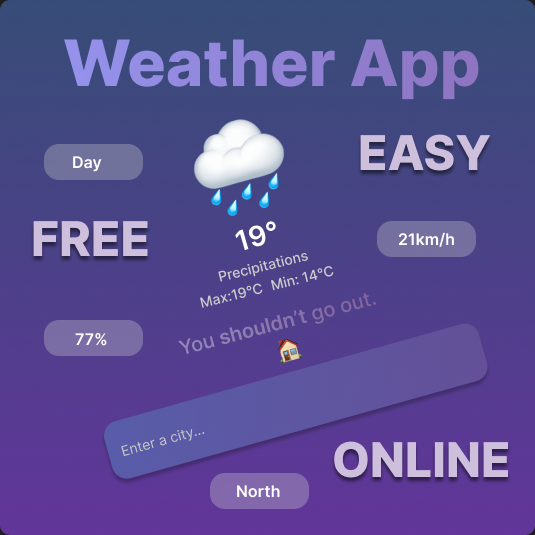 Weather App
EASY
Day
FREE
19°
21km/h
Precipitations
Max:19°C Min: 14°C
You shouldn't go out.
77%
Enter a city...
ONLINE
North